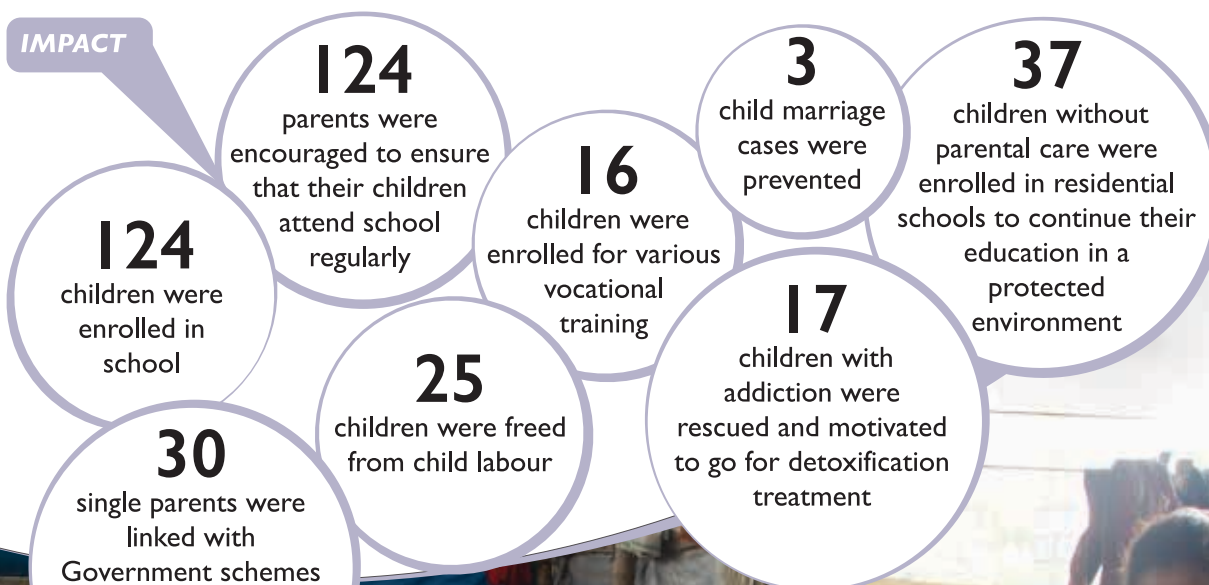 IMPACT
124
parents were
encouraged to ensure
that their children
attend school
regularly
3
child marriage
cases were
prevented
37
children without
parental care were
enrolled in residential
schools to continue their
education in a
protected
environment
16
children were
enrolled for various
vocational
training
124
children were
enrolled in
school
17
children with
addiction were
rescued and motivated
to go for detoxification
treatment
25
children were freed
from child labour
30
single parents were
linked with
Government schemes